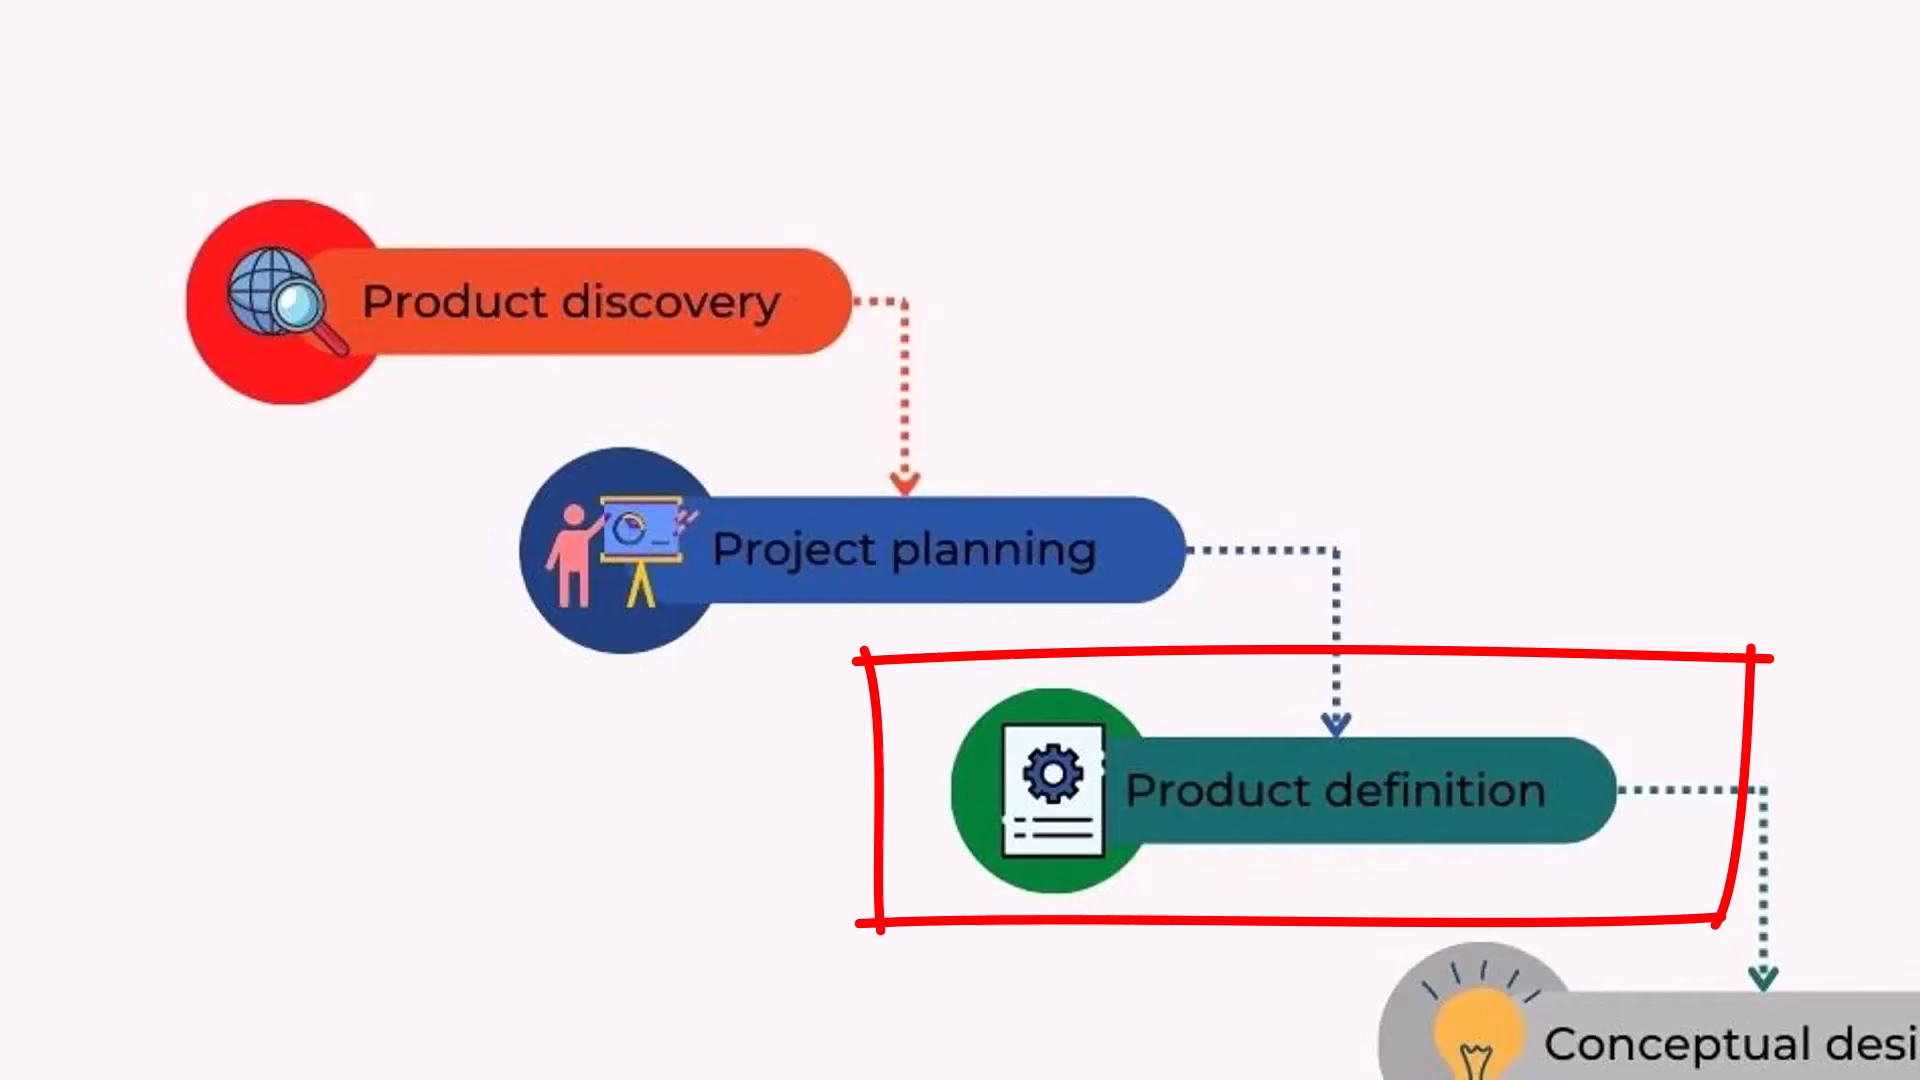 Product discovery
Project planning
Product definition
Conceptual desi